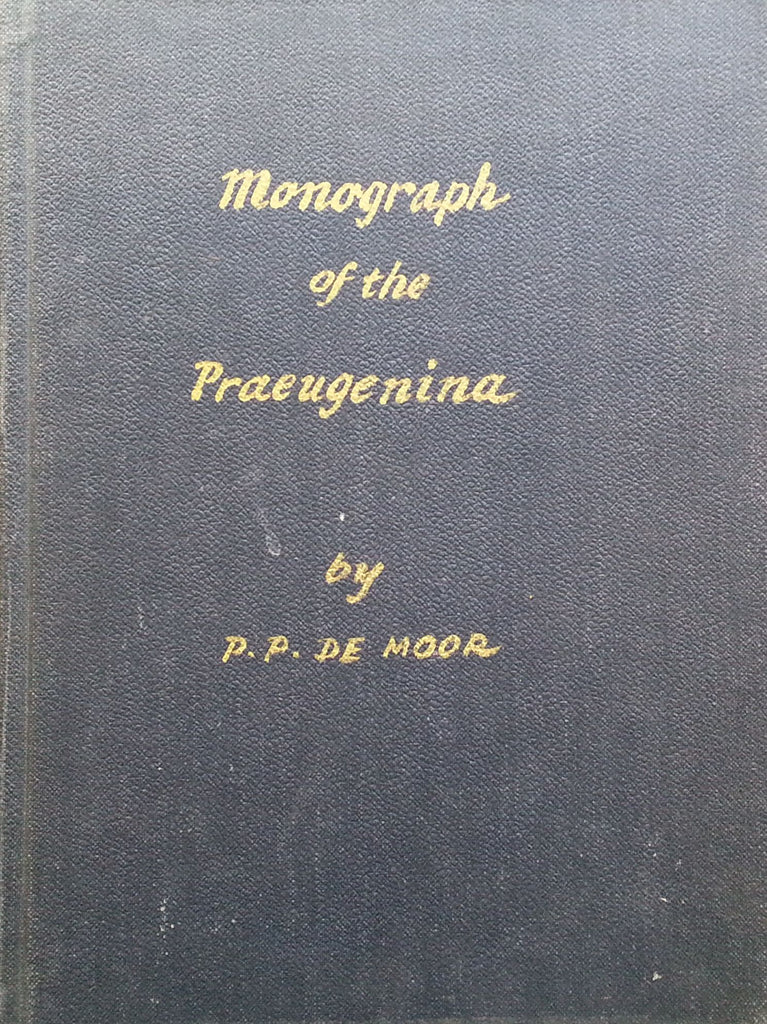 Monograph
of the
Praeugenina
by
P.P. DE MOOR